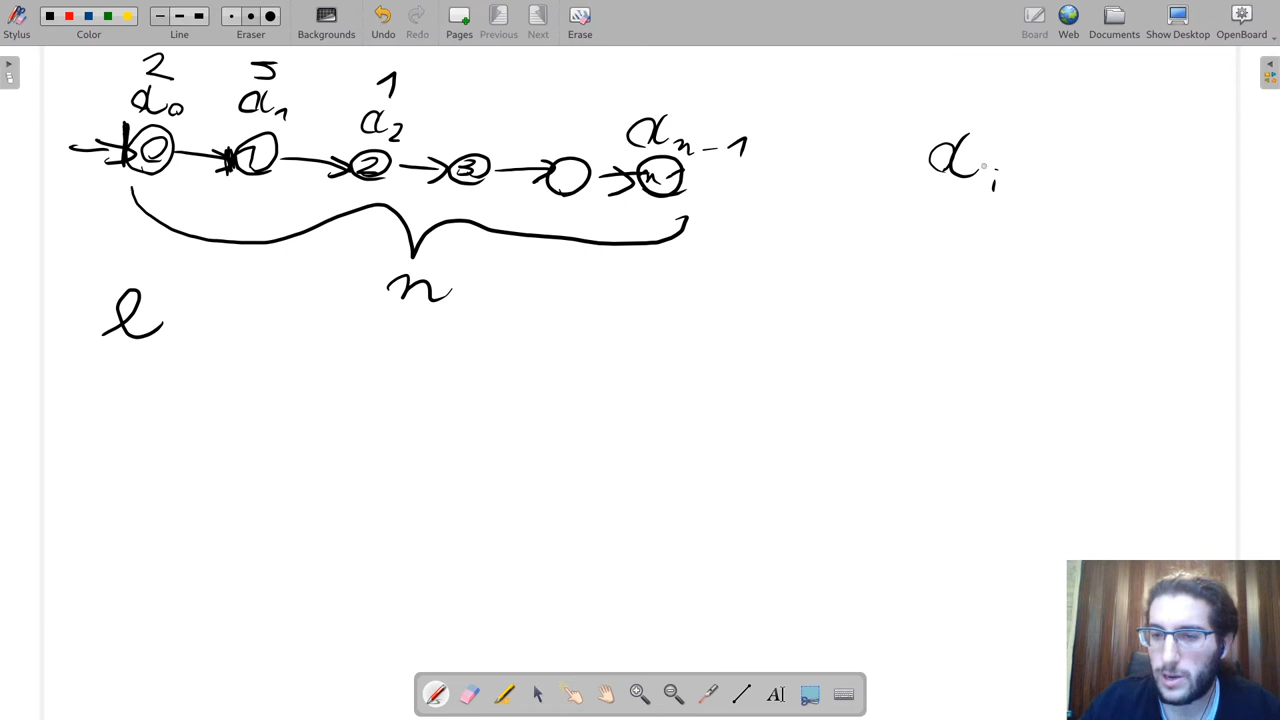 Stylus Color Line Eraser Backgrounds Undo Pages Previous Next Erase Board Web Documents Show Desktop OpenBoard
2 5 1
α₀ α₁ α₂ αₙ₋₁ αᵢ
0 1 2 3 n-1
n
l
AI